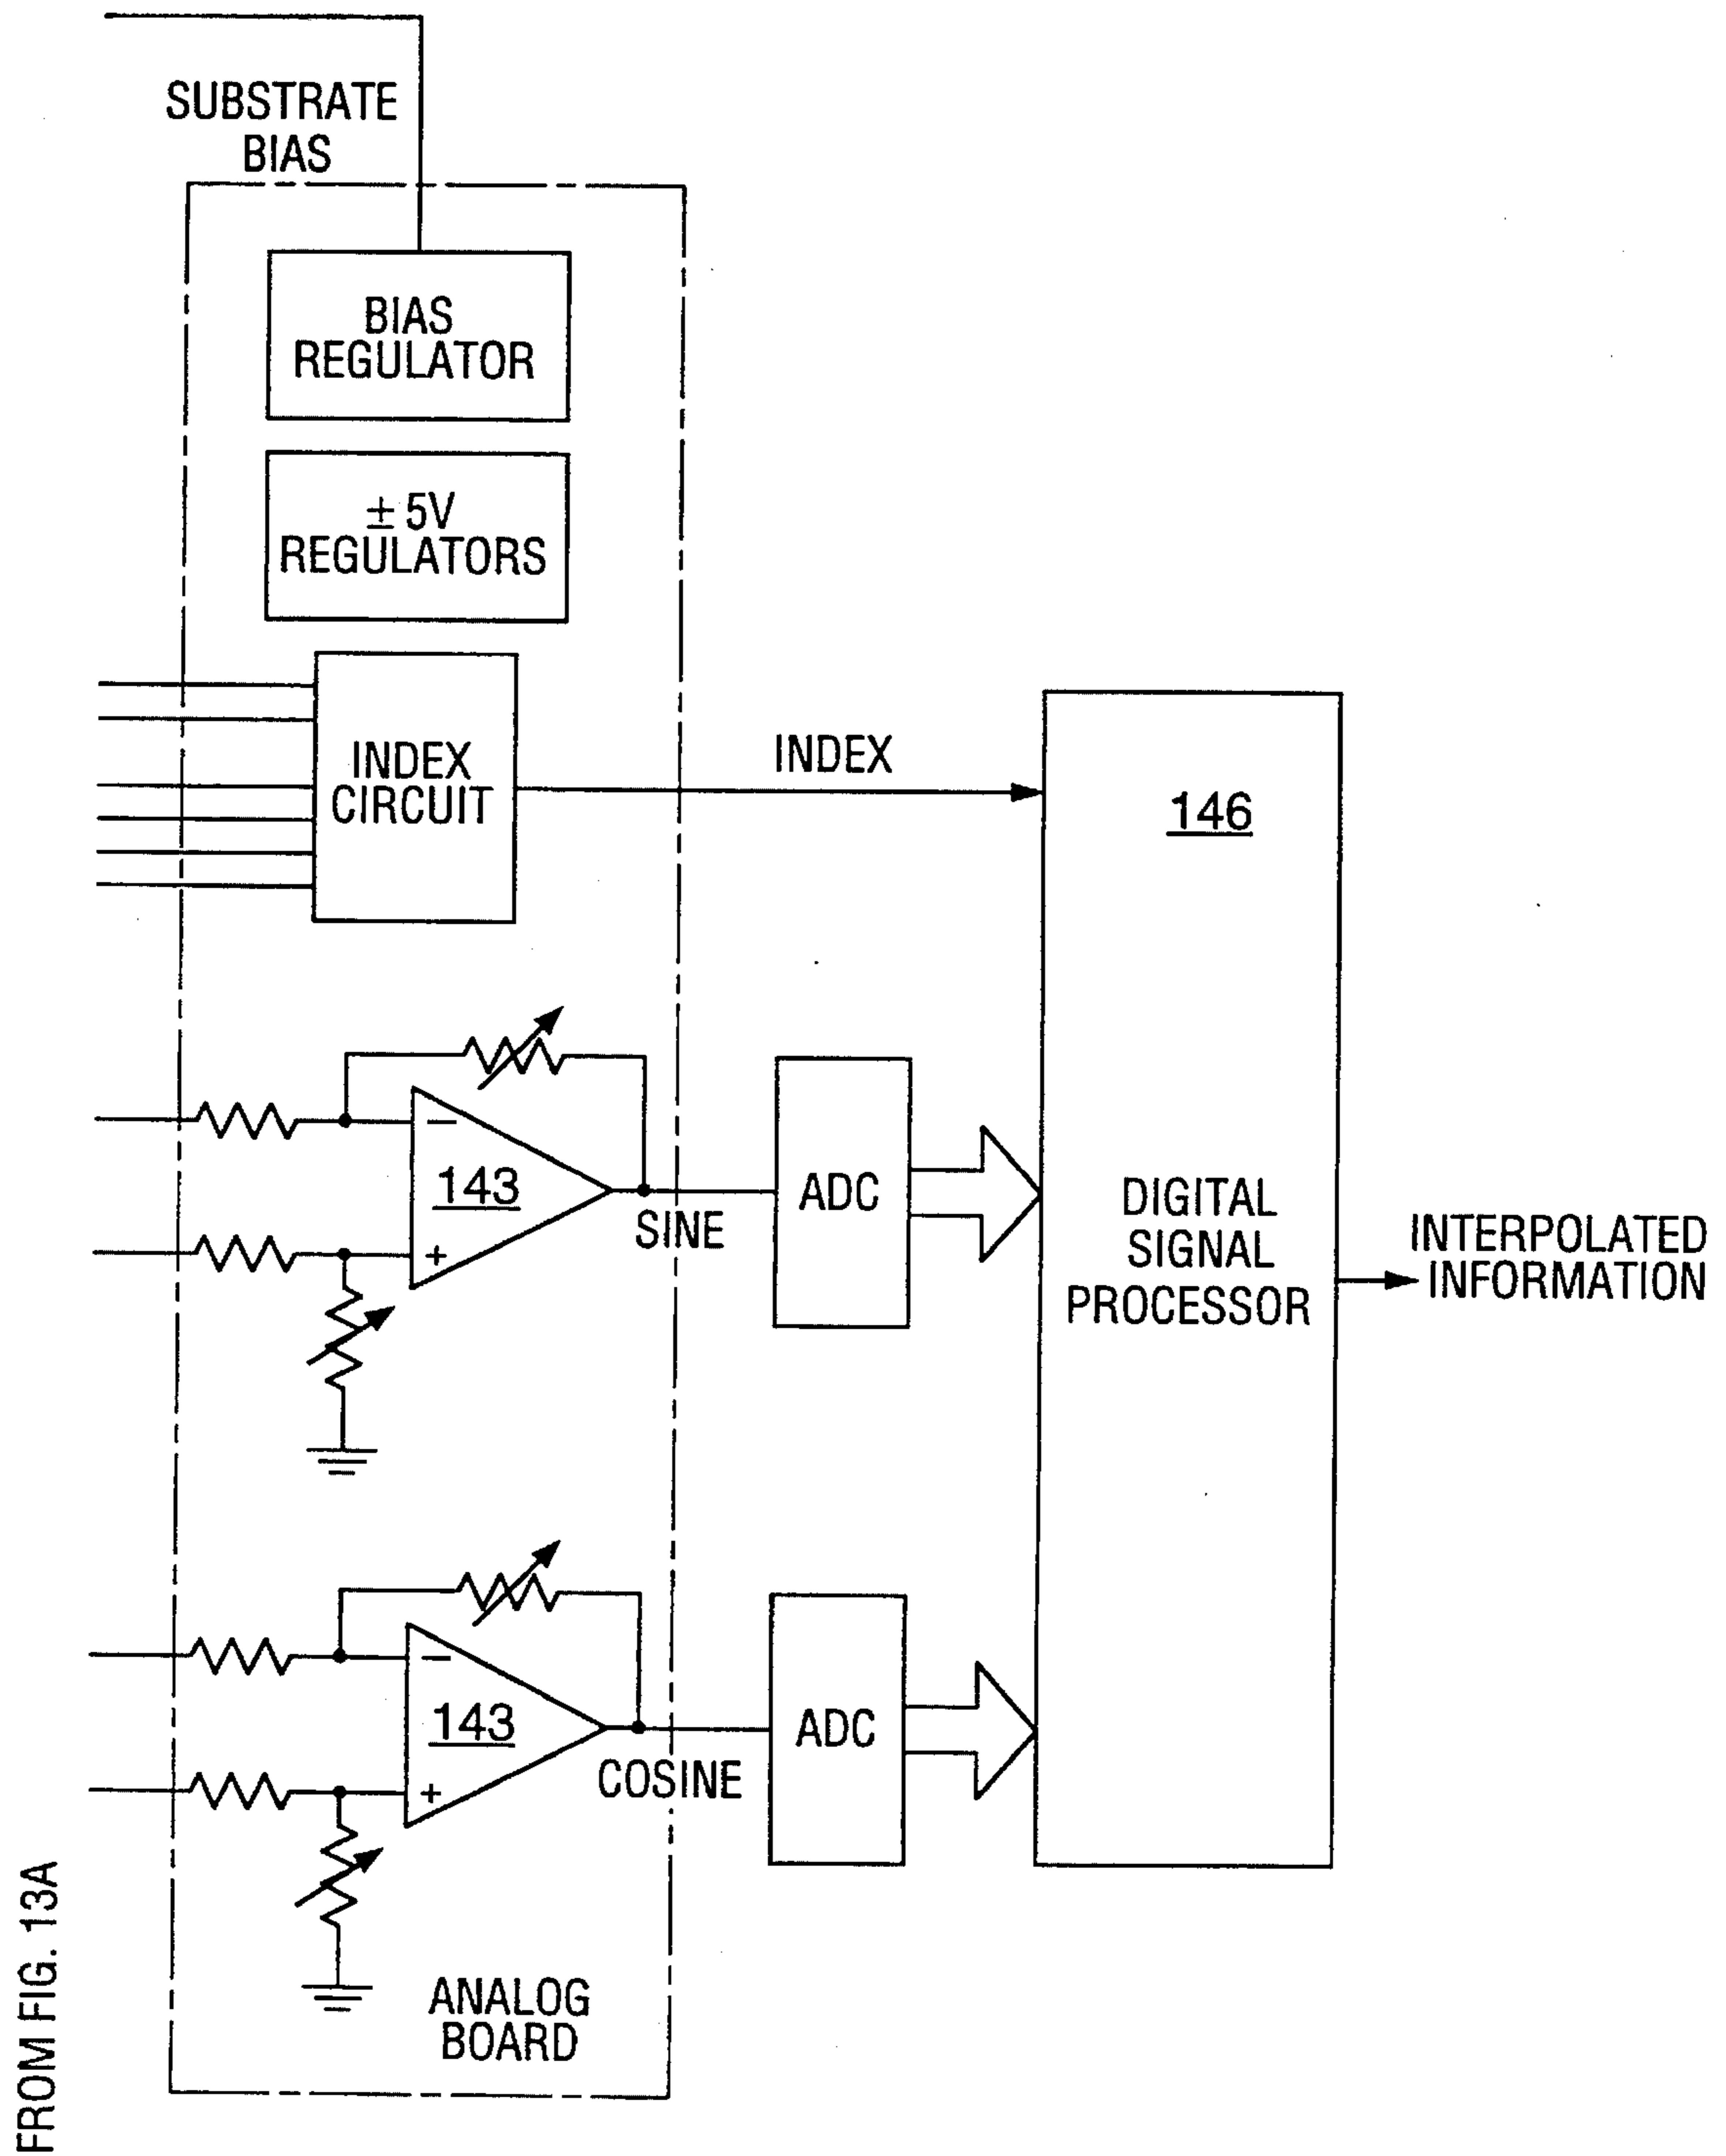 SUBSTRATE
BIAS
BIAS
REGULATOR
± 5V
REGULATORS
INDEX
CIRCUIT
INDEX
146
DIGITAL
SIGNAL
PROCESSOR
INTERPOLATED
INFORMATION
−
143
+
SINE
ADC
−
143
+
COSINE
ADC
ANALOG
BOARD
FROM FIG. 13A